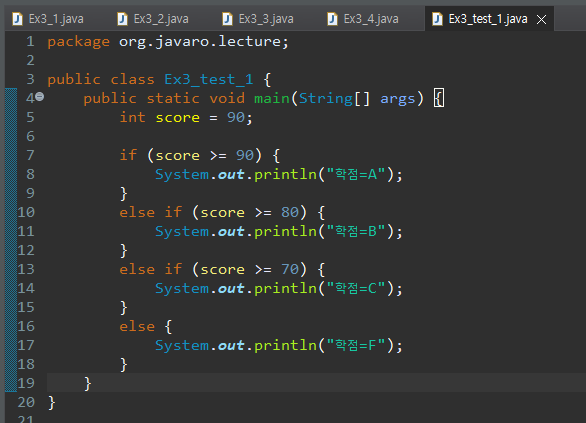 Ex3_1.java Ex3_2.java Ex3_3.java Ex3_4.java Ex3_test_1.java
1 package org.javaro.lecture;
2
3 public class Ex3_test_1 {
4 public static void main(String[] args) {
5 int score = 90;
6
7 if (score >= 90) {
8 System.out.println("학점=A");
9 }
10 else if (score >= 80) {
11 System.out.println("학점=B");
12 }
13 else if (score >= 70) {
14 System.out.println("학점=C");
15 }
16 else {
17 System.out.println("학점=F");
18 }
19 }
20 }
21